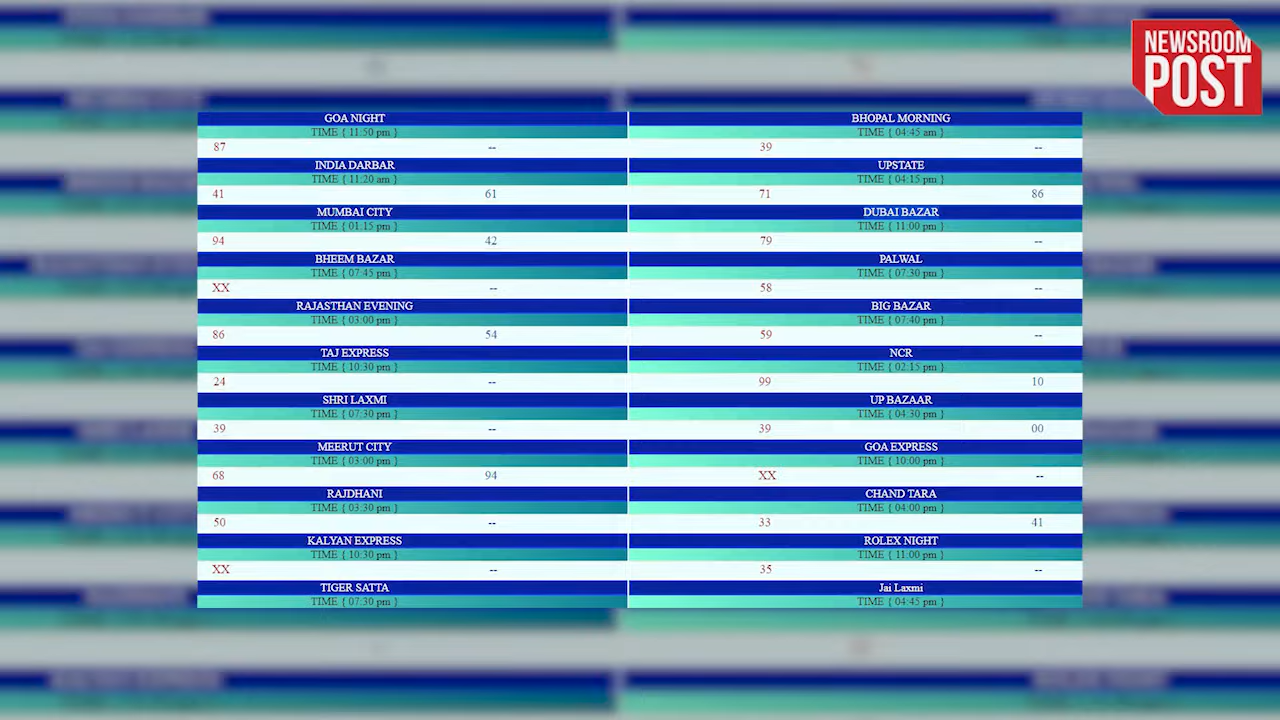 NEWSROOM
POST
GOA NIGHT BHOPAL MORNING
TIME { 11:50 pm } TIME { 04:45 am }
87 -- 39 --
INDIA DARBAR UPSTATE
TIME { 11:20 am } TIME { 04:15 pm }
41 61 71 86
MUMBAI CITY DUBAI BAZAR
TIME { 01.15 pm } TIME { 11:00 pm }
94 42 79 --
BHEEM BAZAR PALWAL
TIME { 07:45 pm } TIME { 07:30 pm }
XX -- 58 --
RAJASTHAN EVENING BIG BAZAR
TIME { 03:00 pm } TIME { 07:40 pm }
86 54 59 --
TAJ EXPRESS NCR
TIME { 10:30 pm } TIME { 02.15 pm }
24 -- 99 10
SHRI LAXMI UP BAZAAR
TIME { 07:30 pm } TIME { 04:30 pm }
39 -- 39 00
MEERUT CITY GOA EXPRESS
TIME { 03:00 pm } TIME { 10:00 pm }
68 94 XX --
RAJDHANI CHAND TARA
TIME { 03:30 pm } TIME { 04:00 pm }
50 -- 33 41
KALYAN EXPRESS ROLEX NIGHT
TIME { 10:30 pm } TIME { 11:00 pm }
XX -- 35 --
TIGER SATTA Jai Laxmi
TIME { 07:30 pm } TIME { 04:45 pm }